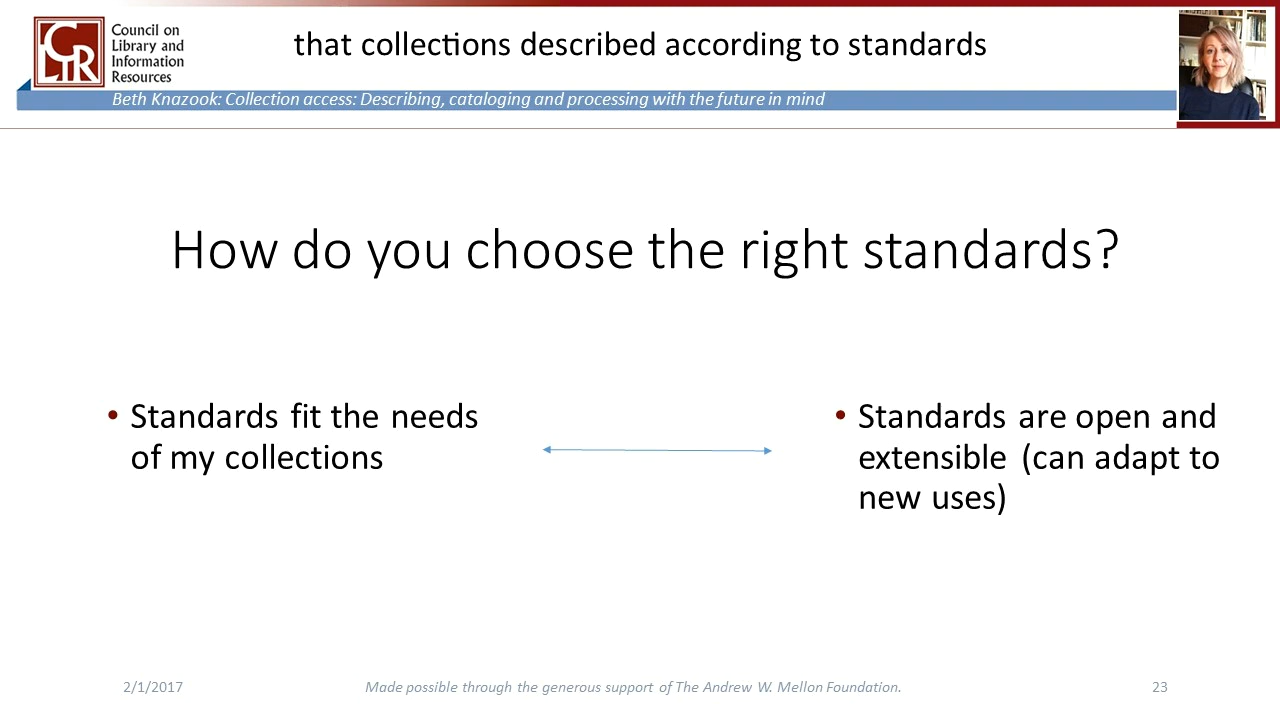 CLIR
Council on
Library and
Information
Resources
that collections described according to standards
Beth Knazook: Collection access: Describing, cataloging and processing with the future in mind
How do you choose the right standards?
• Standards fit the needs
of my collections
• Standards are open and
extensible (can adapt to
new uses)
2/1/2017
Made possible through the generous support of The Andrew W. Mellon Foundation.
23